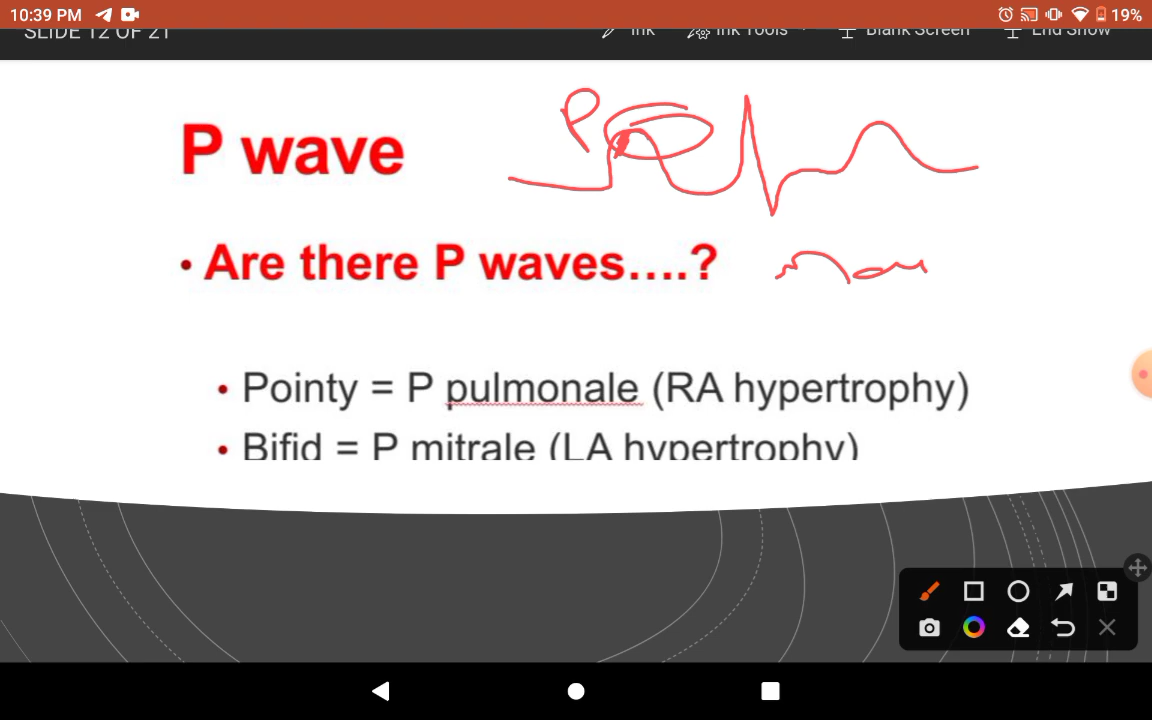 10:39 PM 19%
SLIDE 12 OF 21 Ink Ink Tools Blank Screen End Show
P
P wave
• Are there P waves....?
• Pointy = P pulmonale (RA hypertrophy)
• Bifid = P mitrale (LA hypertrophy)